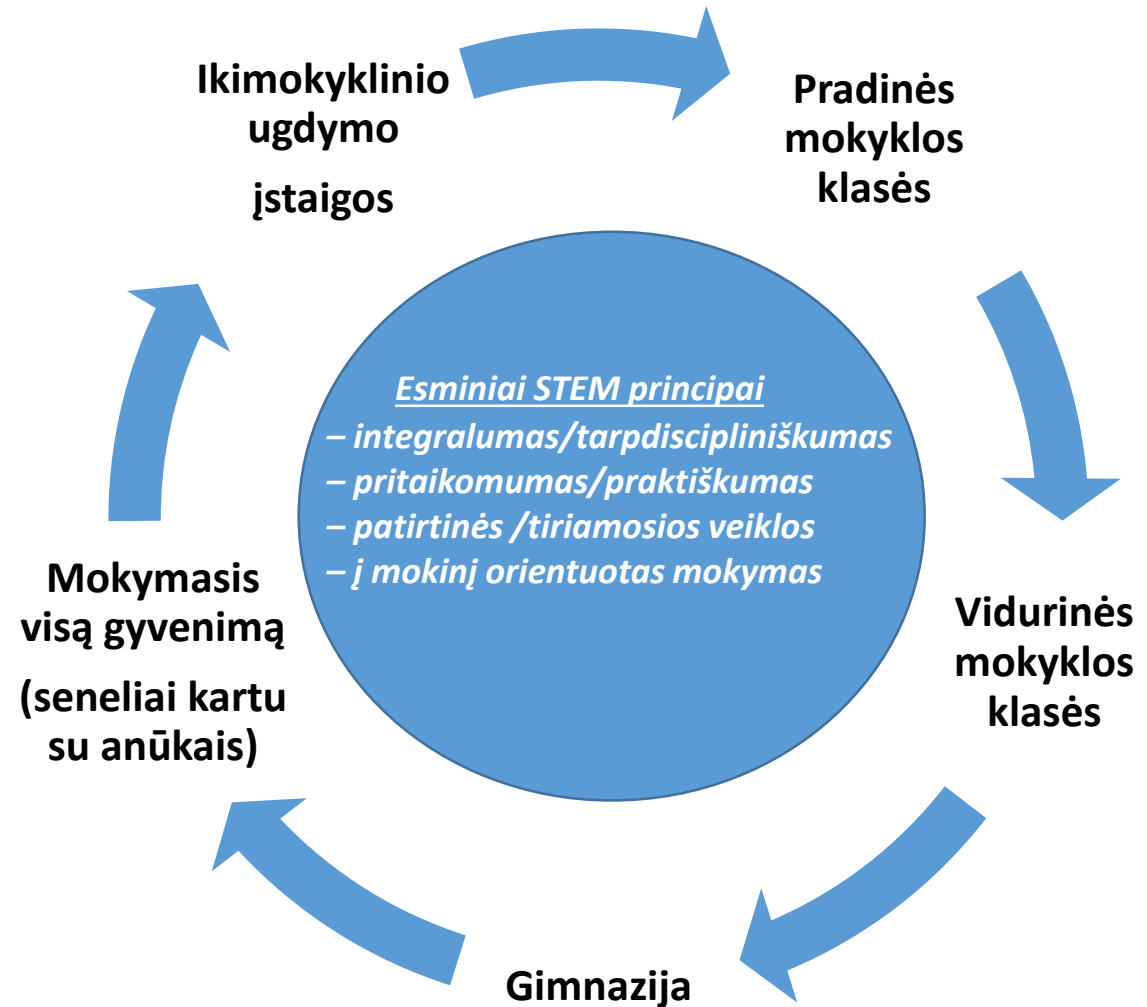 Ikimokyklinio
ugdymo
įstaigos
Pradinės
mokyklos
klasės
Esminiai STEM principai
– integralumas/tarpdiscipliniškumas
– pritaikomumas/praktiškumas
– patirtinės /tiriamosios veiklos
– į mokinį orientuotas mokymas
Vidurinės
mokyklos
klasės
Gimnazija
Mokymasis
visą gyvenimą
(seneliai kartu
su anūkais)